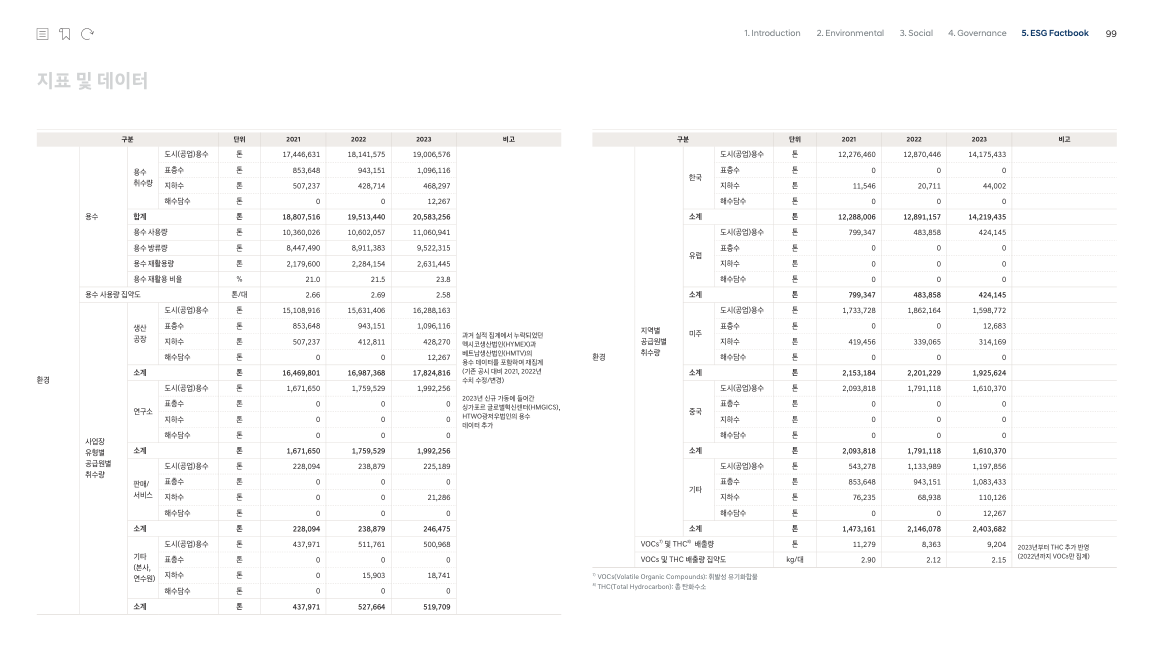 1. Introduction 2. Environmental 3. Social 4. Governance 5. ESG Factbook 99
지표 및 데이터
구분 단위 2021 2022 2023 비고
환경
용수
용수
취수량
도시(공업)용수 톤 17,446,631 18,141,575 19,006,576
표층수 톤 853,648 943,151 1,096,116
지하수 톤 507,237 428,714 468,297
해수담수 톤 0 0 12,267
합계 톤 18,807,516 19,513,440 20,583,256
용수 사용량 톤 10,360,026 10,602,057 11,060,941
용수 방류량 톤 8,447,490 8,911,383 9,522,315
용수 재활용량 톤 2,179,600 2,284,154 2,631,445
용수 재활용 비율 % 21.0 21.5 23.8
용수 사용량 집약도 톤/대 2.66 2.69 2.58
사업장
유형별
공급원별
취수량
생산
공장
도시(공업)용수 톤 15,108,916 15,631,406 16,288,163
표층수 톤 853,648 943,151 1,096,116
지하수 톤 507,237 412,811 428,270
해수담수 톤 0 0 12,267
소계 톤 16,469,801 16,987,368 17,824,816
연구소
도시(공업)용수 톤 1,671,650 1,759,529 1,992,256
표층수 톤 0 0 0
지하수 톤 0 0 0
해수담수 톤 0 0 0
소계 톤 1,671,650 1,759,529 1,992,256
판매/
서비스
도시(공업)용수 톤 228,094 238,879 225,189
표층수 톤 0 0 0
지하수 톤 0 0 21,286
해수담수 톤 0 0 0
소계 톤 228,094 238,879 246,475
기타
(본사,
연수원)
도시(공업)용수 톤 437,971 511,761 500,968
표층수 톤 0 0 0
지하수 톤 0 15,903 18,741
해수담수 톤 0 0 0
소계 톤 437,971 527,664 519,709
과거 실적 집계에서 누락되었던
멕시코생산법인(HYMEX)과
베트남생산법인(HMTV)의
용수 데이터를 포함하여 재집계
(기존 공시 대비 2021, 2022년
수치 수정/변경)
2023년 신규 가동에 들어간
싱가포르 글로벌혁신센터(HMGICS),
HTWO광저우법인의 용수
데이터 추가
구분 단위 2021 2022 2023 비고
환경
지역별
공급원별
취수량
한국
도시(공업)용수 톤 12,276,460 12,870,446 14,175,433
표층수 톤 0 0 0
지하수 톤 11,546 20,711 44,002
해수담수 톤 0 0 0
소계 톤 12,288,006 12,891,157 14,219,435
유럽
도시(공업)용수 톤 799,347 483,858 424,145
표층수 톤 0 0 0
지하수 톤 0 0 0
해수담수 톤 0 0 0
소계 톤 799,347 483,858 424,145
미주
도시(공업)용수 톤 1,733,728 1,862,164 1,598,772
표층수 톤 0 0 12,683
지하수 톤 419,456 339,065 314,169
해수담수 톤 0 0 0
소계 톤 2,153,184 2,201,229 1,925,624
중국
도시(공업)용수 톤 2,093,818 1,791,118 1,610,370
표층수 톤 0 0 0
지하수 톤 0 0 0
해수담수 톤 0 0 0
소계 톤 2,093,818 1,791,118 1,610,370
기타
도시(공업)용수 톤 543,278 1,133,989 1,197,856
표층수 톤 853,648 943,151 1,083,433
지하수 톤 76,235 68,938 110,126
해수담수 톤 0 0 12,267
소계 톤 1,473,161 2,146,078 2,403,682
VOCs⁷⁾ 및 THC⁸⁾ 배출량 톤 11,279 8,363 9,204
VOCs 및 THC 배출량 집약도 kg/대 2.90 2.12 2.15
2023년부터 THC 추가 반영
(2022년까지 VOCs만 집계)
⁷⁾ VOCs(Volatile Organic Compounds): 휘발성 유기화합물
⁸⁾ THC(Total Hydrocarbon): 총 탄화수소